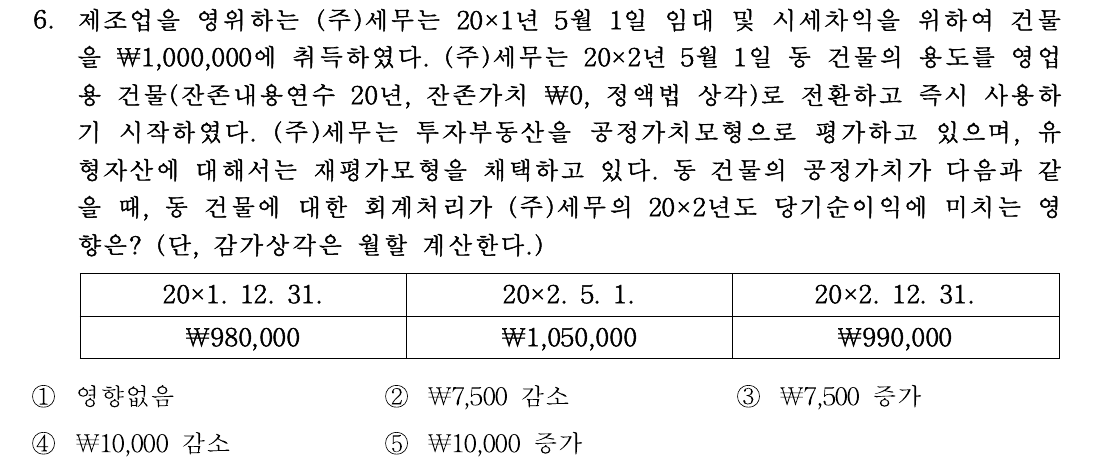 6. 제조업을 영위하는 (주)세무는 20×1년 5월 1일 임대 및 시세차익을 위하여 건물
을 ₩1,000,000에 취득하였다. (주)세무는 20×2년 5월 1일 동 건물의 용도를 영업
용 건물(잔존내용연수 20년, 잔존가치 ₩0, 정액법 상각)로 전환하고 즉시 사용하
기 시작하였다. (주)세무는 투자부동산을 공정가치모형으로 평가하고 있으며, 유
형자산에 대해서는 재평가모형을 채택하고 있다. 동 건물의 공정가치가 다음과 같
을 때, 동 건물에 대한 회계처리가 (주)세무의 20×2년도 당기순이익에 미치는 영
향은? (단, 감가상각은 월할 계산한다.)
20×1. 12. 31. 20×2. 5. 1. 20×2. 12. 31.
₩980,000 ₩1,050,000 ₩990,000
① 영향없음 ② ₩7,500 감소 ③ ₩7,500 증가
④ ₩10,000 감소 ⑤ ₩10,000 증가